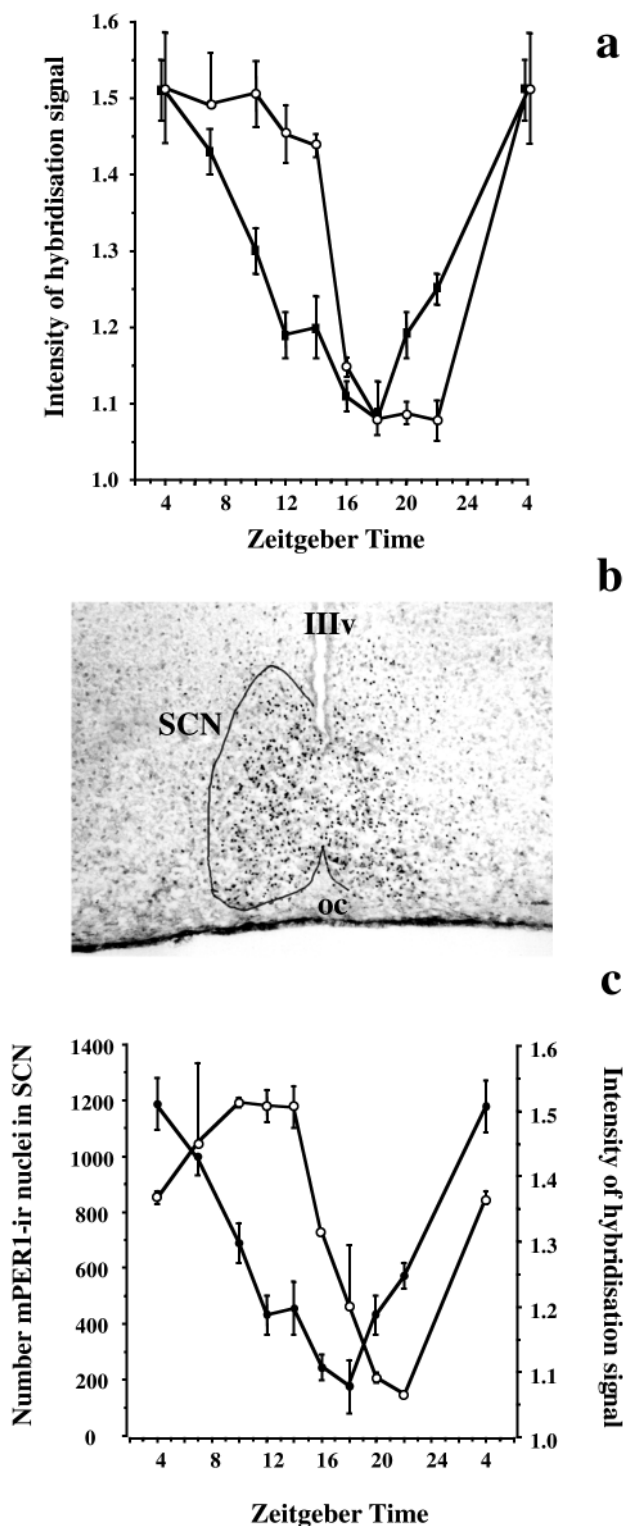 a
1.6
1.5
1.4
1.3
1.2
1.1
1.0
Intensity of hybridisation signal
4 8 12 16 20 24 4
Zeitgeber Time
b
IIIv
SCN
oc
c
1400
1200
1000
800
600
400
200
0
Number mPER1-ir nuclei in SCN
1.6
1.5
1.4
1.3
1.2
1.1
1.0
Intensity of hybridisation signal
4 8 12 16 20 24 4
Zeitgeber Time